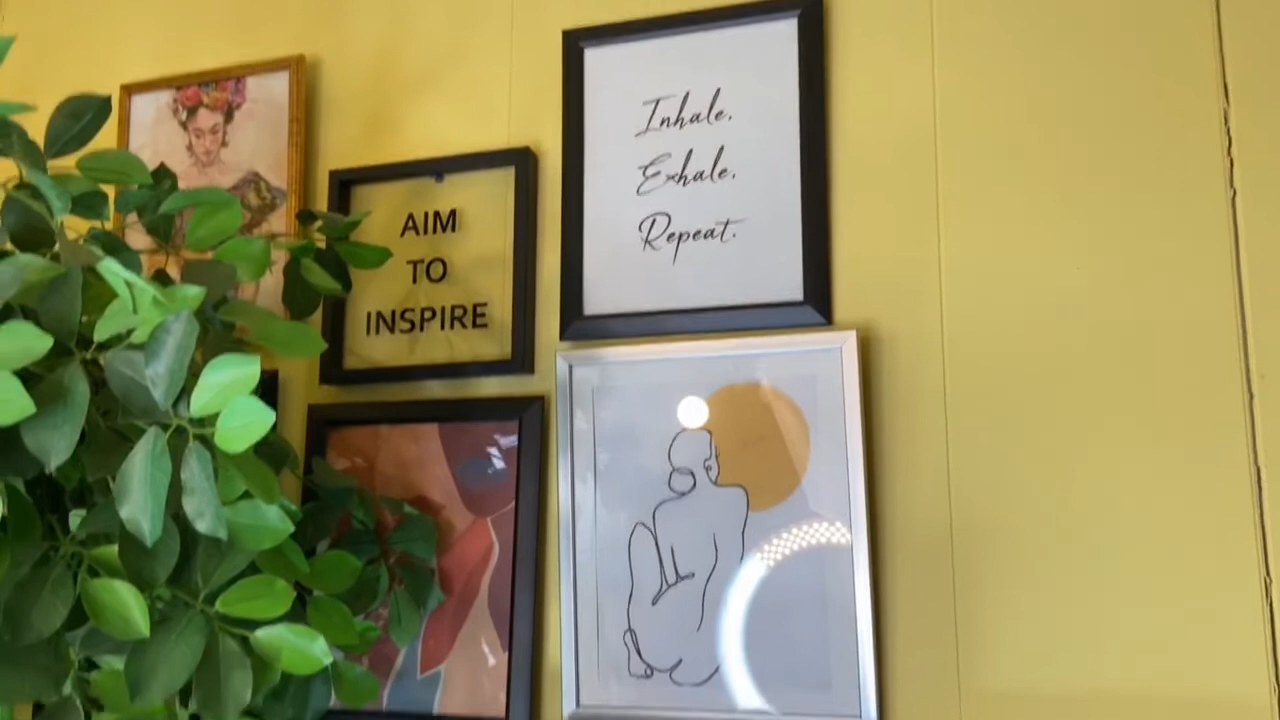 AIM
TO
INSPIRE
Inhale.
Exhale.
Repeat.